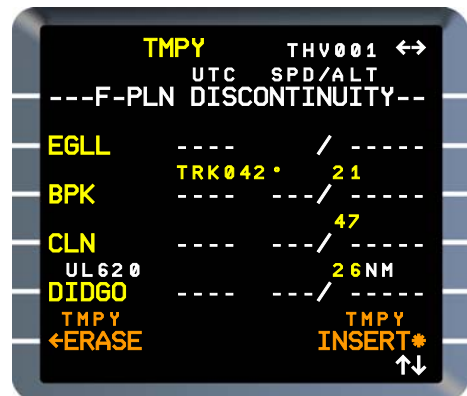 TMPY THV001 ←→
UTC SPD/ALT
---F-PLN DISCONTINUITY--
EGLL ---- / -----
TRK042° 21
BPK ---- ---/ -----
47
CLN ---- ---/ -----
UL620 26NM
DIDGO ---- ---/ -----
TMPY TMPY
←ERASE INSERT*
↑↓